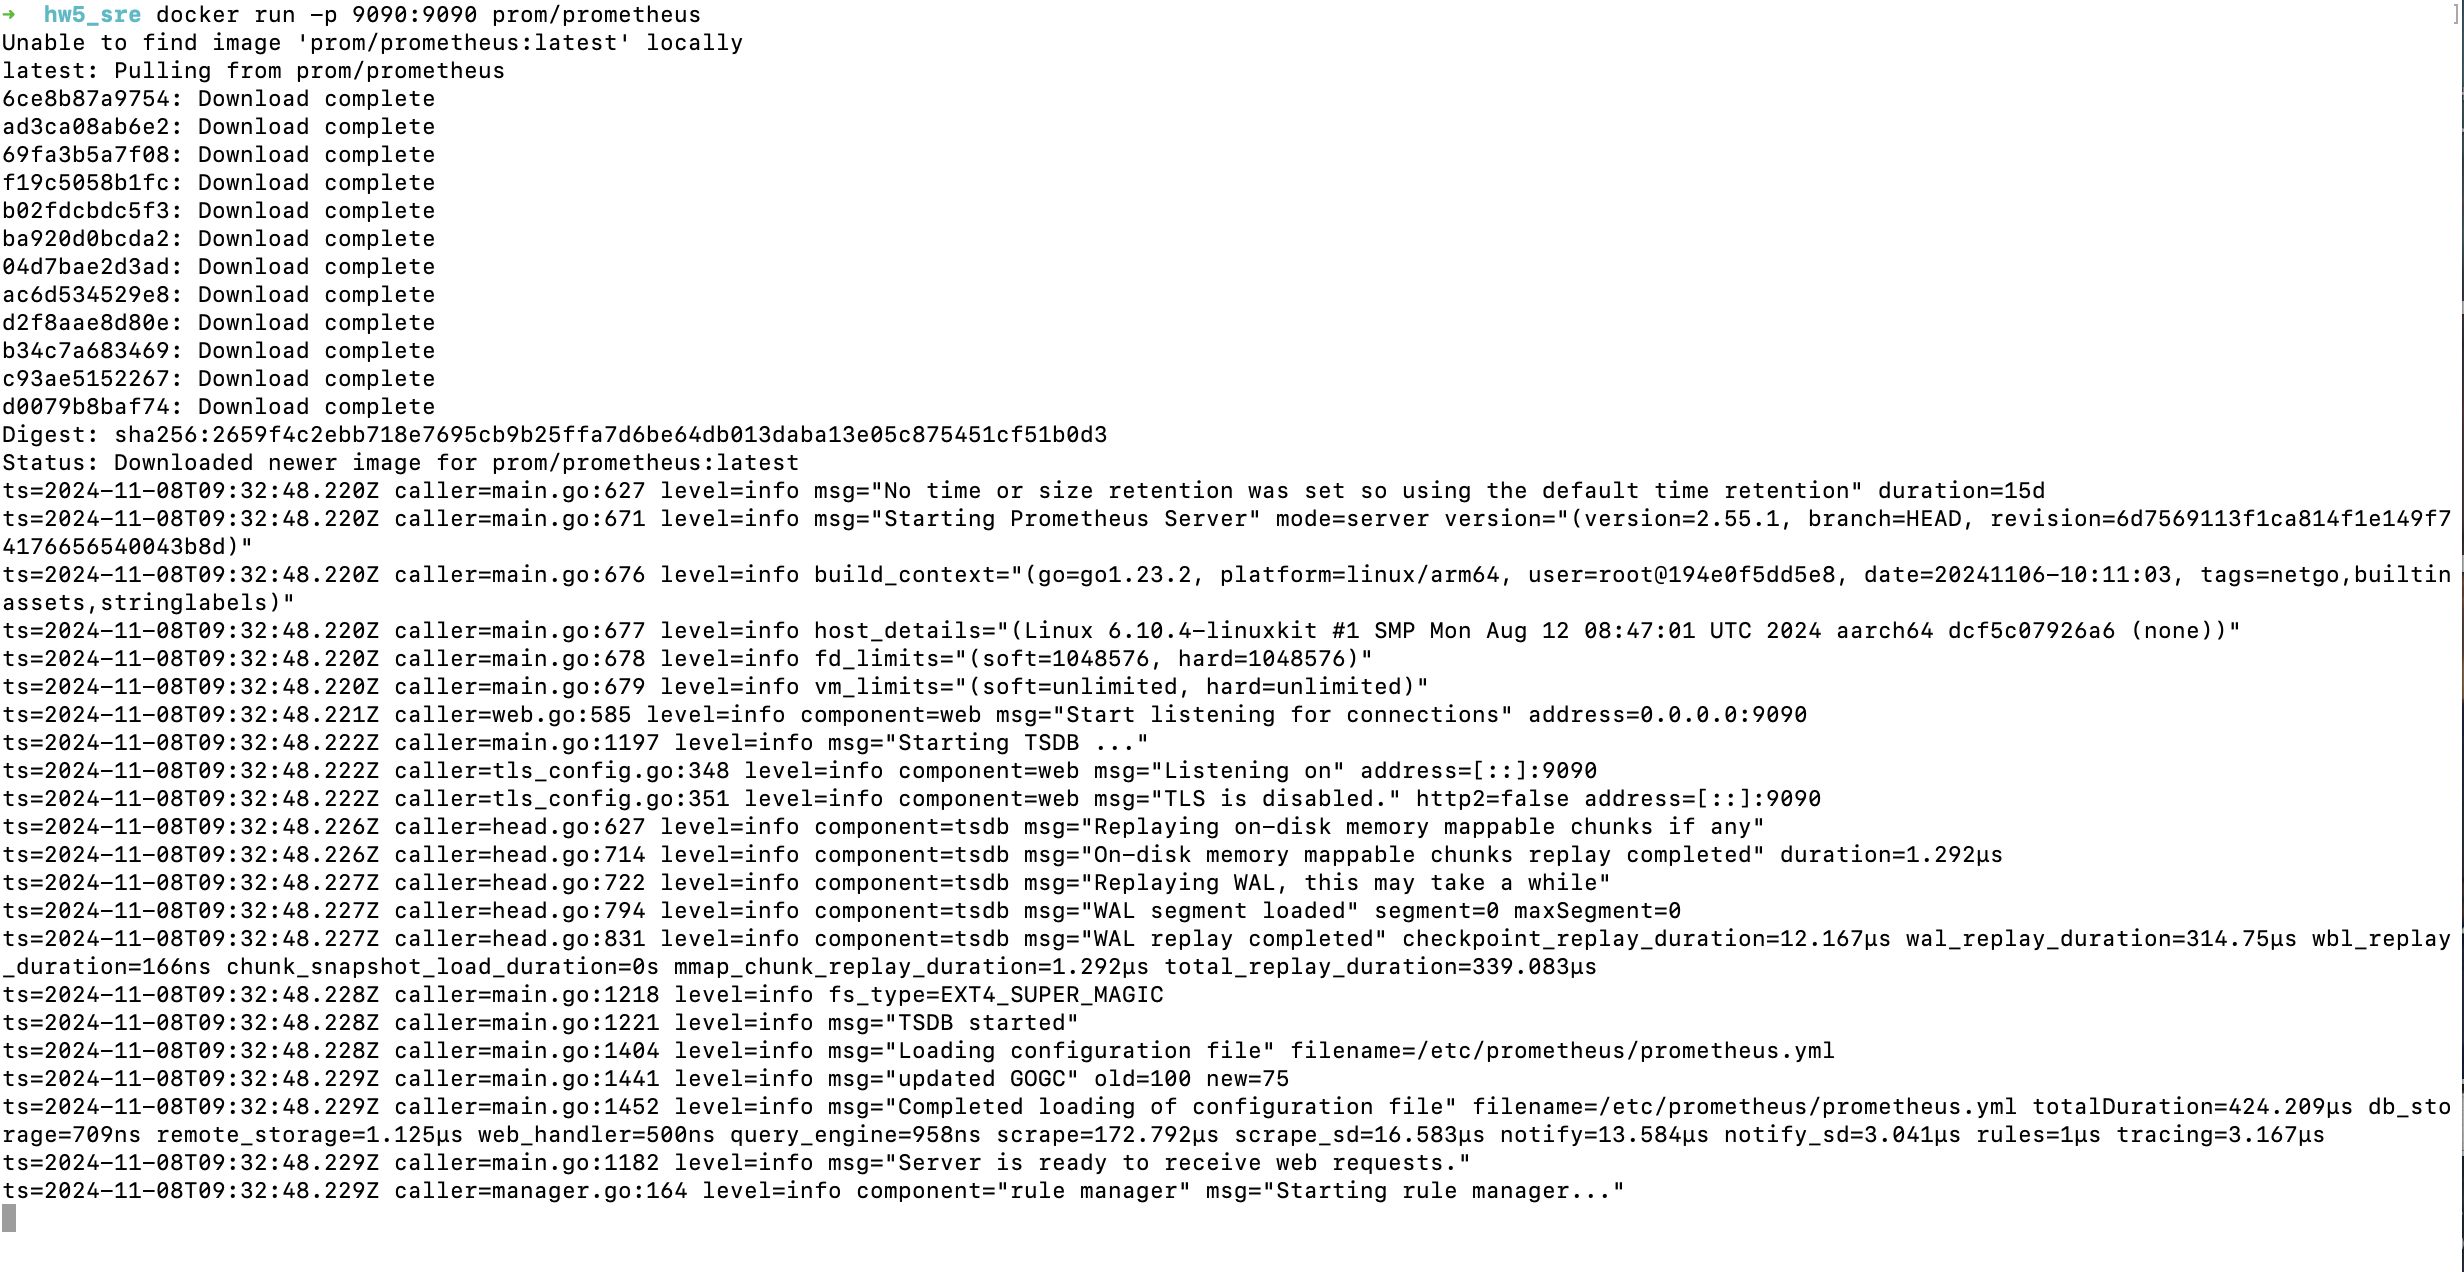 ➜  hw5_sre docker run -p 9090:9090 prom/prometheus
Unable to find image 'prom/prometheus:latest' locally
latest: Pulling from prom/prometheus
6ce8b87a9754: Download complete
ad3ca08ab6e2: Download complete
69fa3b5a7f08: Download complete
f19c5058b1fc: Download complete
b02fdcbdc5f3: Download complete
ba920d0bcda2: Download complete
04d7bae2d3ad: Download complete
ac6d534529e8: Download complete
d2f8aae8d80e: Download complete
b34c7a683469: Download complete
c93ae5152267: Download complete
d0079b8baf74: Download complete
Digest: sha256:2659f4c2ebb718e7695cb9b25ffa7d6be64db013daba13e05c875451cf51b0d3
Status: Downloaded newer image for prom/prometheus:latest
ts=2024-11-08T09:32:48.220Z caller=main.go:627 level=info msg="No time or size retention was set so using the default time retention" duration=15d
ts=2024-11-08T09:32:48.220Z caller=main.go:671 level=info msg="Starting Prometheus Server" mode=server version="(version=2.55.1, branch=HEAD, revision=6d7569113f1ca814f1e149f7
4176656540043b8d)"
ts=2024-11-08T09:32:48.220Z caller=main.go:676 level=info build_context="(go=go1.23.2, platform=linux/arm64, user=root@194e0f5dd5e8, date=20241106-10:11:03, tags=netgo,builtin
assets,stringlabels)"
ts=2024-11-08T09:32:48.220Z caller=main.go:677 level=info host_details="(Linux 6.10.4-linuxkit #1 SMP Mon Aug 12 08:47:01 UTC 2024 aarch64 dcf5c07926a6 (none))"
ts=2024-11-08T09:32:48.220Z caller=main.go:678 level=info fd_limits="(soft=1048576, hard=1048576)"
ts=2024-11-08T09:32:48.220Z caller=main.go:679 level=info vm_limits="(soft=unlimited, hard=unlimited)"
ts=2024-11-08T09:32:48.221Z caller=web.go:585 level=info component=web msg="Start listening for connections" address=0.0.0.0:9090
ts=2024-11-08T09:32:48.222Z caller=main.go:1197 level=info msg="Starting TSDB ..."
ts=2024-11-08T09:32:48.222Z caller=tls_config.go:348 level=info component=web msg="Listening on" address=[::]:9090
ts=2024-11-08T09:32:48.222Z caller=tls_config.go:351 level=info component=web msg="TLS is disabled." http2=false address=[::]:9090
ts=2024-11-08T09:32:48.226Z caller=head.go:627 level=info component=tsdb msg="Replaying on-disk memory mappable chunks if any"
ts=2024-11-08T09:32:48.226Z caller=head.go:714 level=info component=tsdb msg="On-disk memory mappable chunks replay completed" duration=1.292µs
ts=2024-11-08T09:32:48.227Z caller=head.go:722 level=info component=tsdb msg="Replaying WAL, this may take a while"
ts=2024-11-08T09:32:48.227Z caller=head.go:794 level=info component=tsdb msg="WAL segment loaded" segment=0 maxSegment=0
ts=2024-11-08T09:32:48.227Z caller=head.go:831 level=info component=tsdb msg="WAL replay completed" checkpoint_replay_duration=12.167µs wal_replay_duration=314.75µs wbl_replay
_duration=166ns chunk_snapshot_load_duration=0s mmap_chunk_replay_duration=1.292µs total_replay_duration=339.083µs
ts=2024-11-08T09:32:48.228Z caller=main.go:1218 level=info fs_type=EXT4_SUPER_MAGIC
ts=2024-11-08T09:32:48.228Z caller=main.go:1221 level=info msg="TSDB started"
ts=2024-11-08T09:32:48.228Z caller=main.go:1404 level=info msg="Loading configuration file" filename=/etc/prometheus/prometheus.yml
ts=2024-11-08T09:32:48.229Z caller=main.go:1441 level=info msg="updated GOGC" old=100 new=75
ts=2024-11-08T09:32:48.229Z caller=main.go:1452 level=info msg="Completed loading of configuration file" filename=/etc/prometheus/prometheus.yml totalDuration=424.209µs db_sto
rage=709ns remote_storage=1.125µs web_handler=500ns query_engine=958ns scrape=172.792µs scrape_sd=16.583µs notify=13.584µs notify_sd=3.041µs rules=1µs tracing=3.167µs
ts=2024-11-08T09:32:48.229Z caller=main.go:1182 level=info msg="Server is ready to receive web requests."
ts=2024-11-08T09:32:48.229Z caller=manager.go:164 level=info component="rule manager" msg="Starting rule manager..."